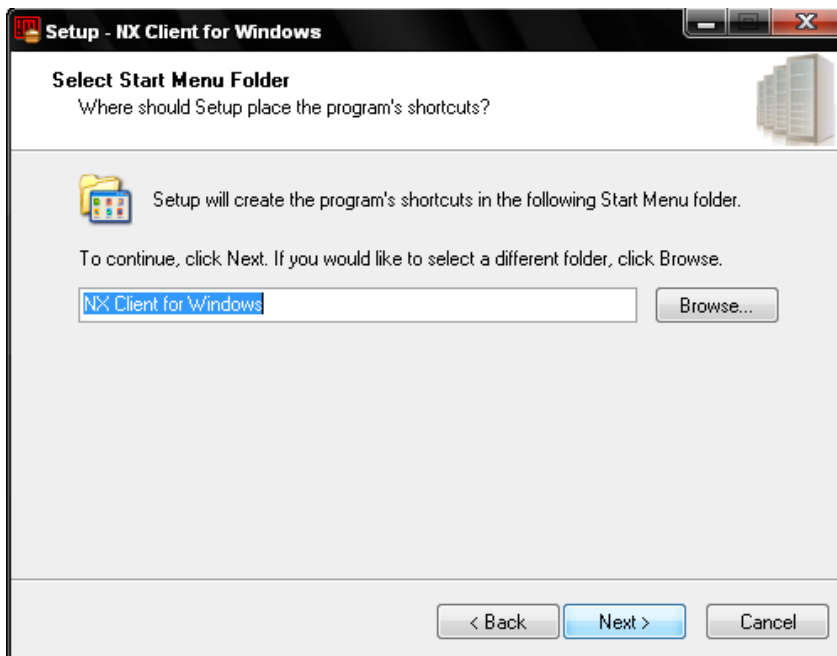 Setup - NX Client for Windows
Select Start Menu Folder
Where should Setup place the program's shortcuts?
Setup will create the program's shortcuts in the following Start Menu folder.
To continue, click Next. If you would like to select a different folder, click Browse.
NX Client for Windows
Browse...
< Back
Next >
Cancel